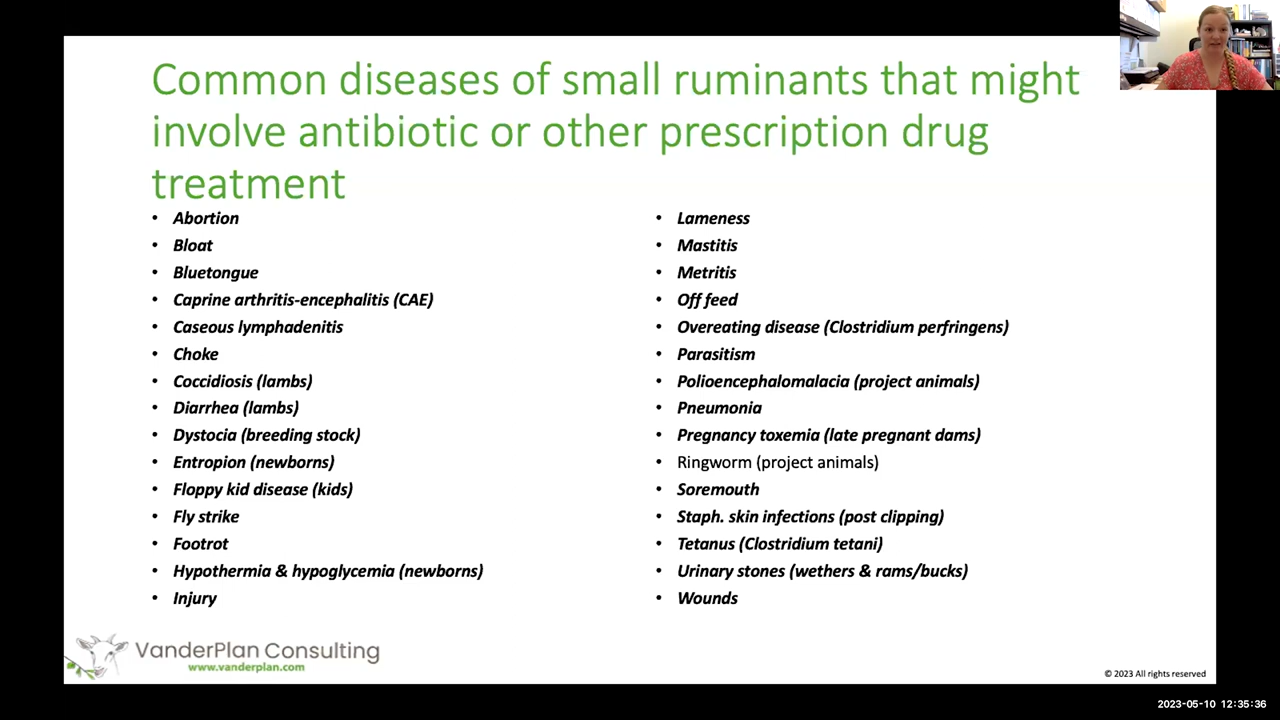 Common diseases of small ruminants that might
involve antibiotic or other prescription drug
treatment
• Abortion
• Bloat
• Bluetongue
• Caprine arthritis-encephalitis (CAE)
• Caseous lymphadenitis
• Choke
• Coccidiosis (lambs)
• Diarrhea (lambs)
• Dystocia (breeding stock)
• Entropion (newborns)
• Floppy kid disease (kids)
• Fly strike
• Footrot
• Hypothermia & hypoglycemia (newborns)
• Injury
• Lameness
• Mastitis
• Metritis
• Off feed
• Overeating disease (Clostridium perfringens)
• Parasitism
• Polioencephalomalacia (project animals)
• Pneumonia
• Pregnancy toxemia (late pregnant dams)
• Ringworm (project animals)
• Soremouth
• Staph. skin infections (post clipping)
• Tetanus (Clostridium tetani)
• Urinary stones (wethers & rams/bucks)
• Wounds
VanderPlan Consulting
www.vanderplan.com
© 2023 All rights reserved
2023-05-10 12:35:36